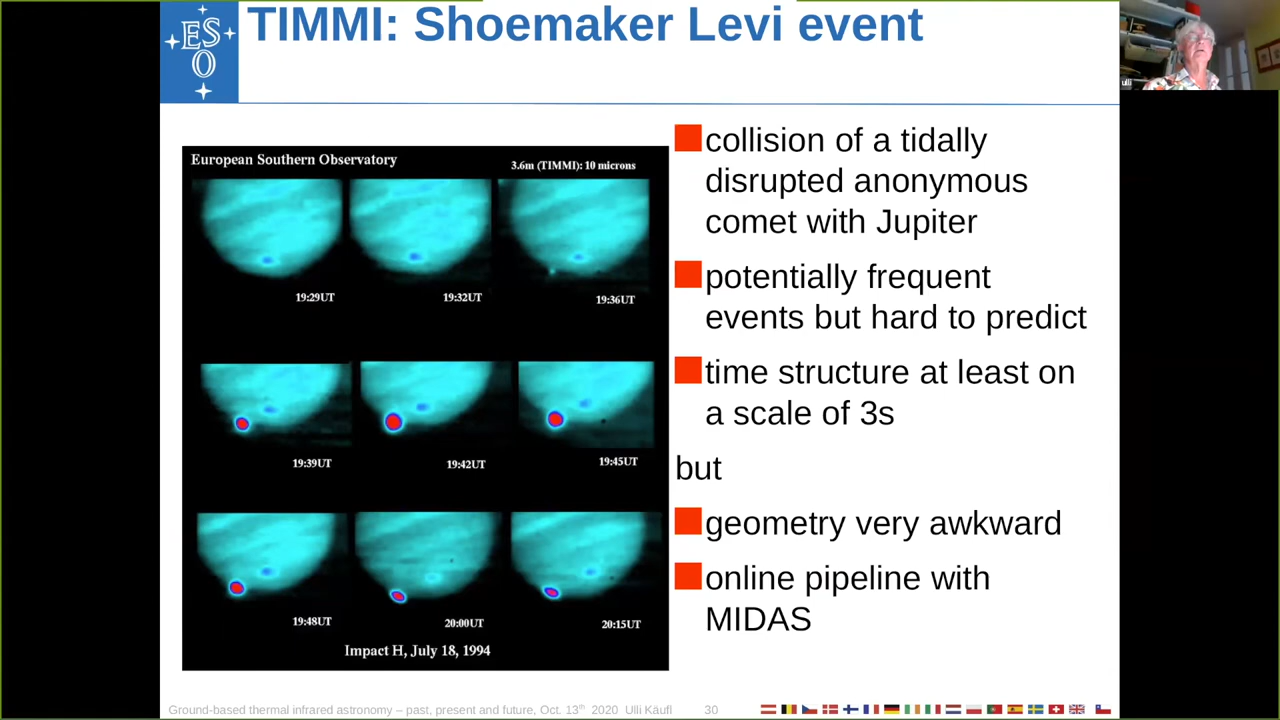 ESO
TIMMI: Shoemaker Levi event
ulli
European Southern Observatory
3.6m (TIMMI): 10 microns
19:29UT
19:32UT
19:36UT
19:39UT
19:42UT
19:45UT
19:48UT
20:00UT
20:15UT
Impact H, July 18, 1994
collision of a tidally
disrupted anonymous
comet with Jupiter
potentially frequent
events but hard to predict
time structure at least on
a scale of 3s
but
geometry very awkward
online pipeline with
MIDAS
Ground-based thermal infrared astronomy – past, present and future, Oct. 13th 2020 Ulli Käufl
30